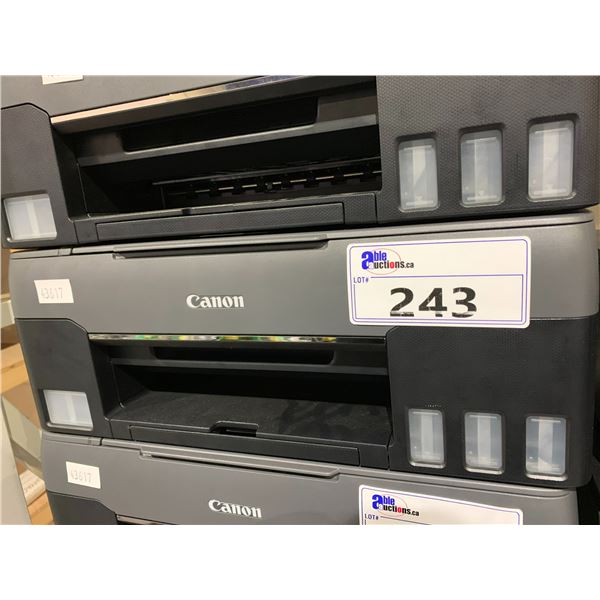 able
auctions.ca
LOT#
243
43617
Canon
43617
Canon
able
auctions.ca
LOT#